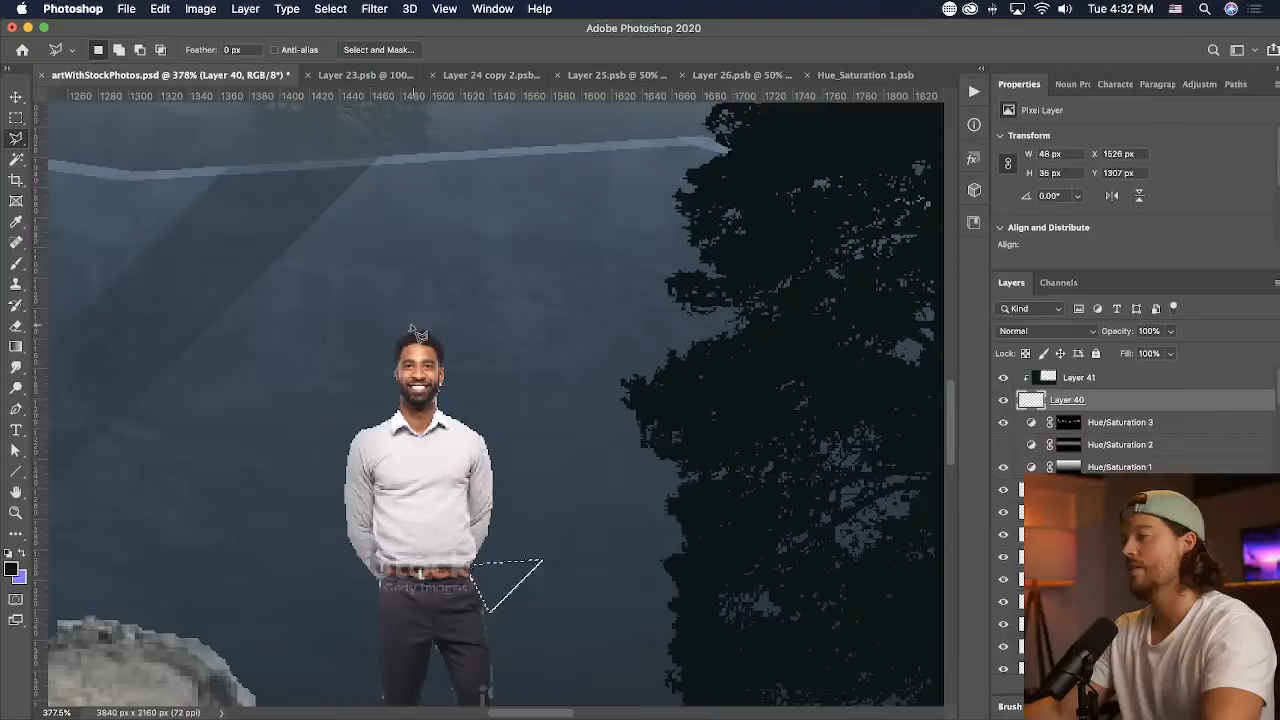 Photoshop File Edit Image Layer Type Select Filter 3D View Window Help
Tue 4:32 PM
Adobe Photoshop 2020
Feather: 0 px Anti-alias Select and Mask...
artWithStockPhotos.psd @ 378% (Layer 40, RGB/8*) *
Layer 23.psb @ 100...
Layer 24 copy 2.psb...
Layer 25.psb @ 50% ...
Layer 26.psb @ 50% ...
Hue_Saturation 1.psb
1260 1280 1300 1320 1340 1360 1380 1400 1420 1440 1460 1480 1500 1520 1540 1560 1580 1600 1620 1640 1660 1680 1700 1720 1740 1760 1780 1800 1820
Properties Noun Pr Characte Paragrap Adjustm Paths
Pixel Layer
Transform
W 48 px X 1526 px
H 35 px Y 1307 px
0.00°
Align and Distribute
Align:
Layers Channels
Kind
Normal Opacity: 100%
Lock: Fill: 100%
Layer 41
Layer 40
Hue/Saturation 3
Hue/Saturation 2
Hue/Saturation 1
iStock
Getty Images
Brush
377.5% 3840 px x 2160 px (72 ppi)